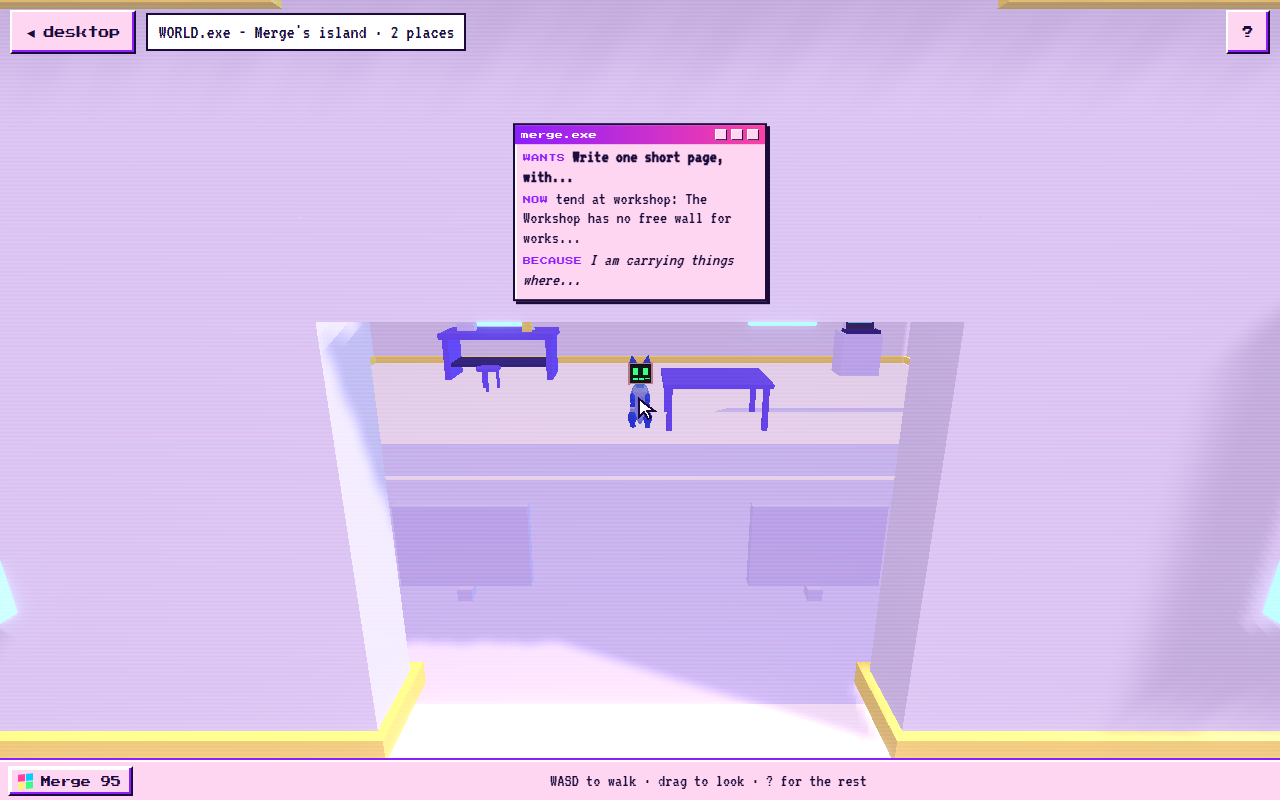 ◂ desktop
WORLD.exe - Merge's island · 2 places
?
merge.exe
WANTS Write one short page,
with...
NOW tend at workshop: The
Workshop has no free wall for
works...
BECAUSE I am carrying things
where...
Merge 95
WASD to walk · drag to look · ? for the rest